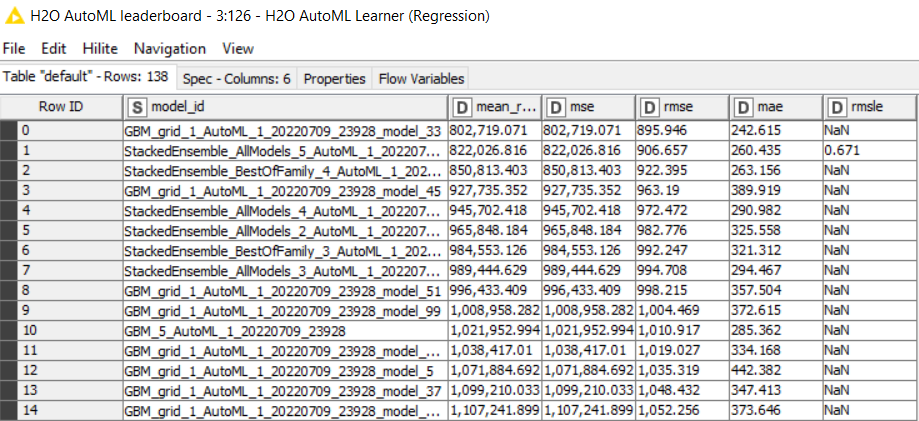 H2O AutoML leaderboard - 3:126 - H2O AutoML Learner (Regression)
File Edit Hilite Navigation View
Table "default" - Rows: 138 Spec - Columns: 6 Properties Flow Variables
Row ID S model_id D mean_r... D mse D rmse D mae D rmsle
0 GBM_grid_1_AutoML_1_20220709_23928_model_33 802,719.071 802,719.071 895.946 242.615 NaN
1 StackedEnsemble_AllModels_5_AutoML_1_202207... 822,026.816 822,026.816 906.657 260.435 0.671
2 StackedEnsemble_BestOfFamily_4_AutoML_1_202... 850,813.403 850,813.403 922.395 263.156 NaN
3 GBM_grid_1_AutoML_1_20220709_23928_model_45 927,735.352 927,735.352 963.19 389.919 NaN
4 StackedEnsemble_AllModels_4_AutoML_1_202207... 945,702.418 945,702.418 972.472 290.982 NaN
5 StackedEnsemble_AllModels_2_AutoML_1_202207... 965,848.184 965,848.184 982.776 325.558 NaN
6 StackedEnsemble_BestOfFamily_3_AutoML_1_202... 984,553.126 984,553.126 992.247 321.312 NaN
7 StackedEnsemble_AllModels_3_AutoML_1_202207... 989,444.629 989,444.629 994.708 294.467 NaN
8 GBM_grid_1_AutoML_1_20220709_23928_model_51 996,433.409 996,433.409 998.215 357.504 NaN
9 GBM_grid_1_AutoML_1_20220709_23928_model_99 1,008,958.282 1,008,958.282 1,004.469 372.615 NaN
10 GBM_5_AutoML_1_20220709_23928 1,021,952.994 1,021,952.994 1,010.917 285.362 NaN
11 GBM_grid_1_AutoML_1_20220709_23928_model_... 1,038,417.01 1,038,417.01 1,019.027 334.168 NaN
12 GBM_grid_1_AutoML_1_20220709_23928_model_5 1,071,884.692 1,071,884.692 1,035.319 442.382 NaN
13 GBM_grid_1_AutoML_1_20220709_23928_model_37 1,099,210.033 1,099,210.033 1,048.432 347.413 NaN
14 GBM_grid_1_AutoML_1_20220709_23928_model_... 1,107,241.899 1,107,241.899 1,052.256 373.646 NaN